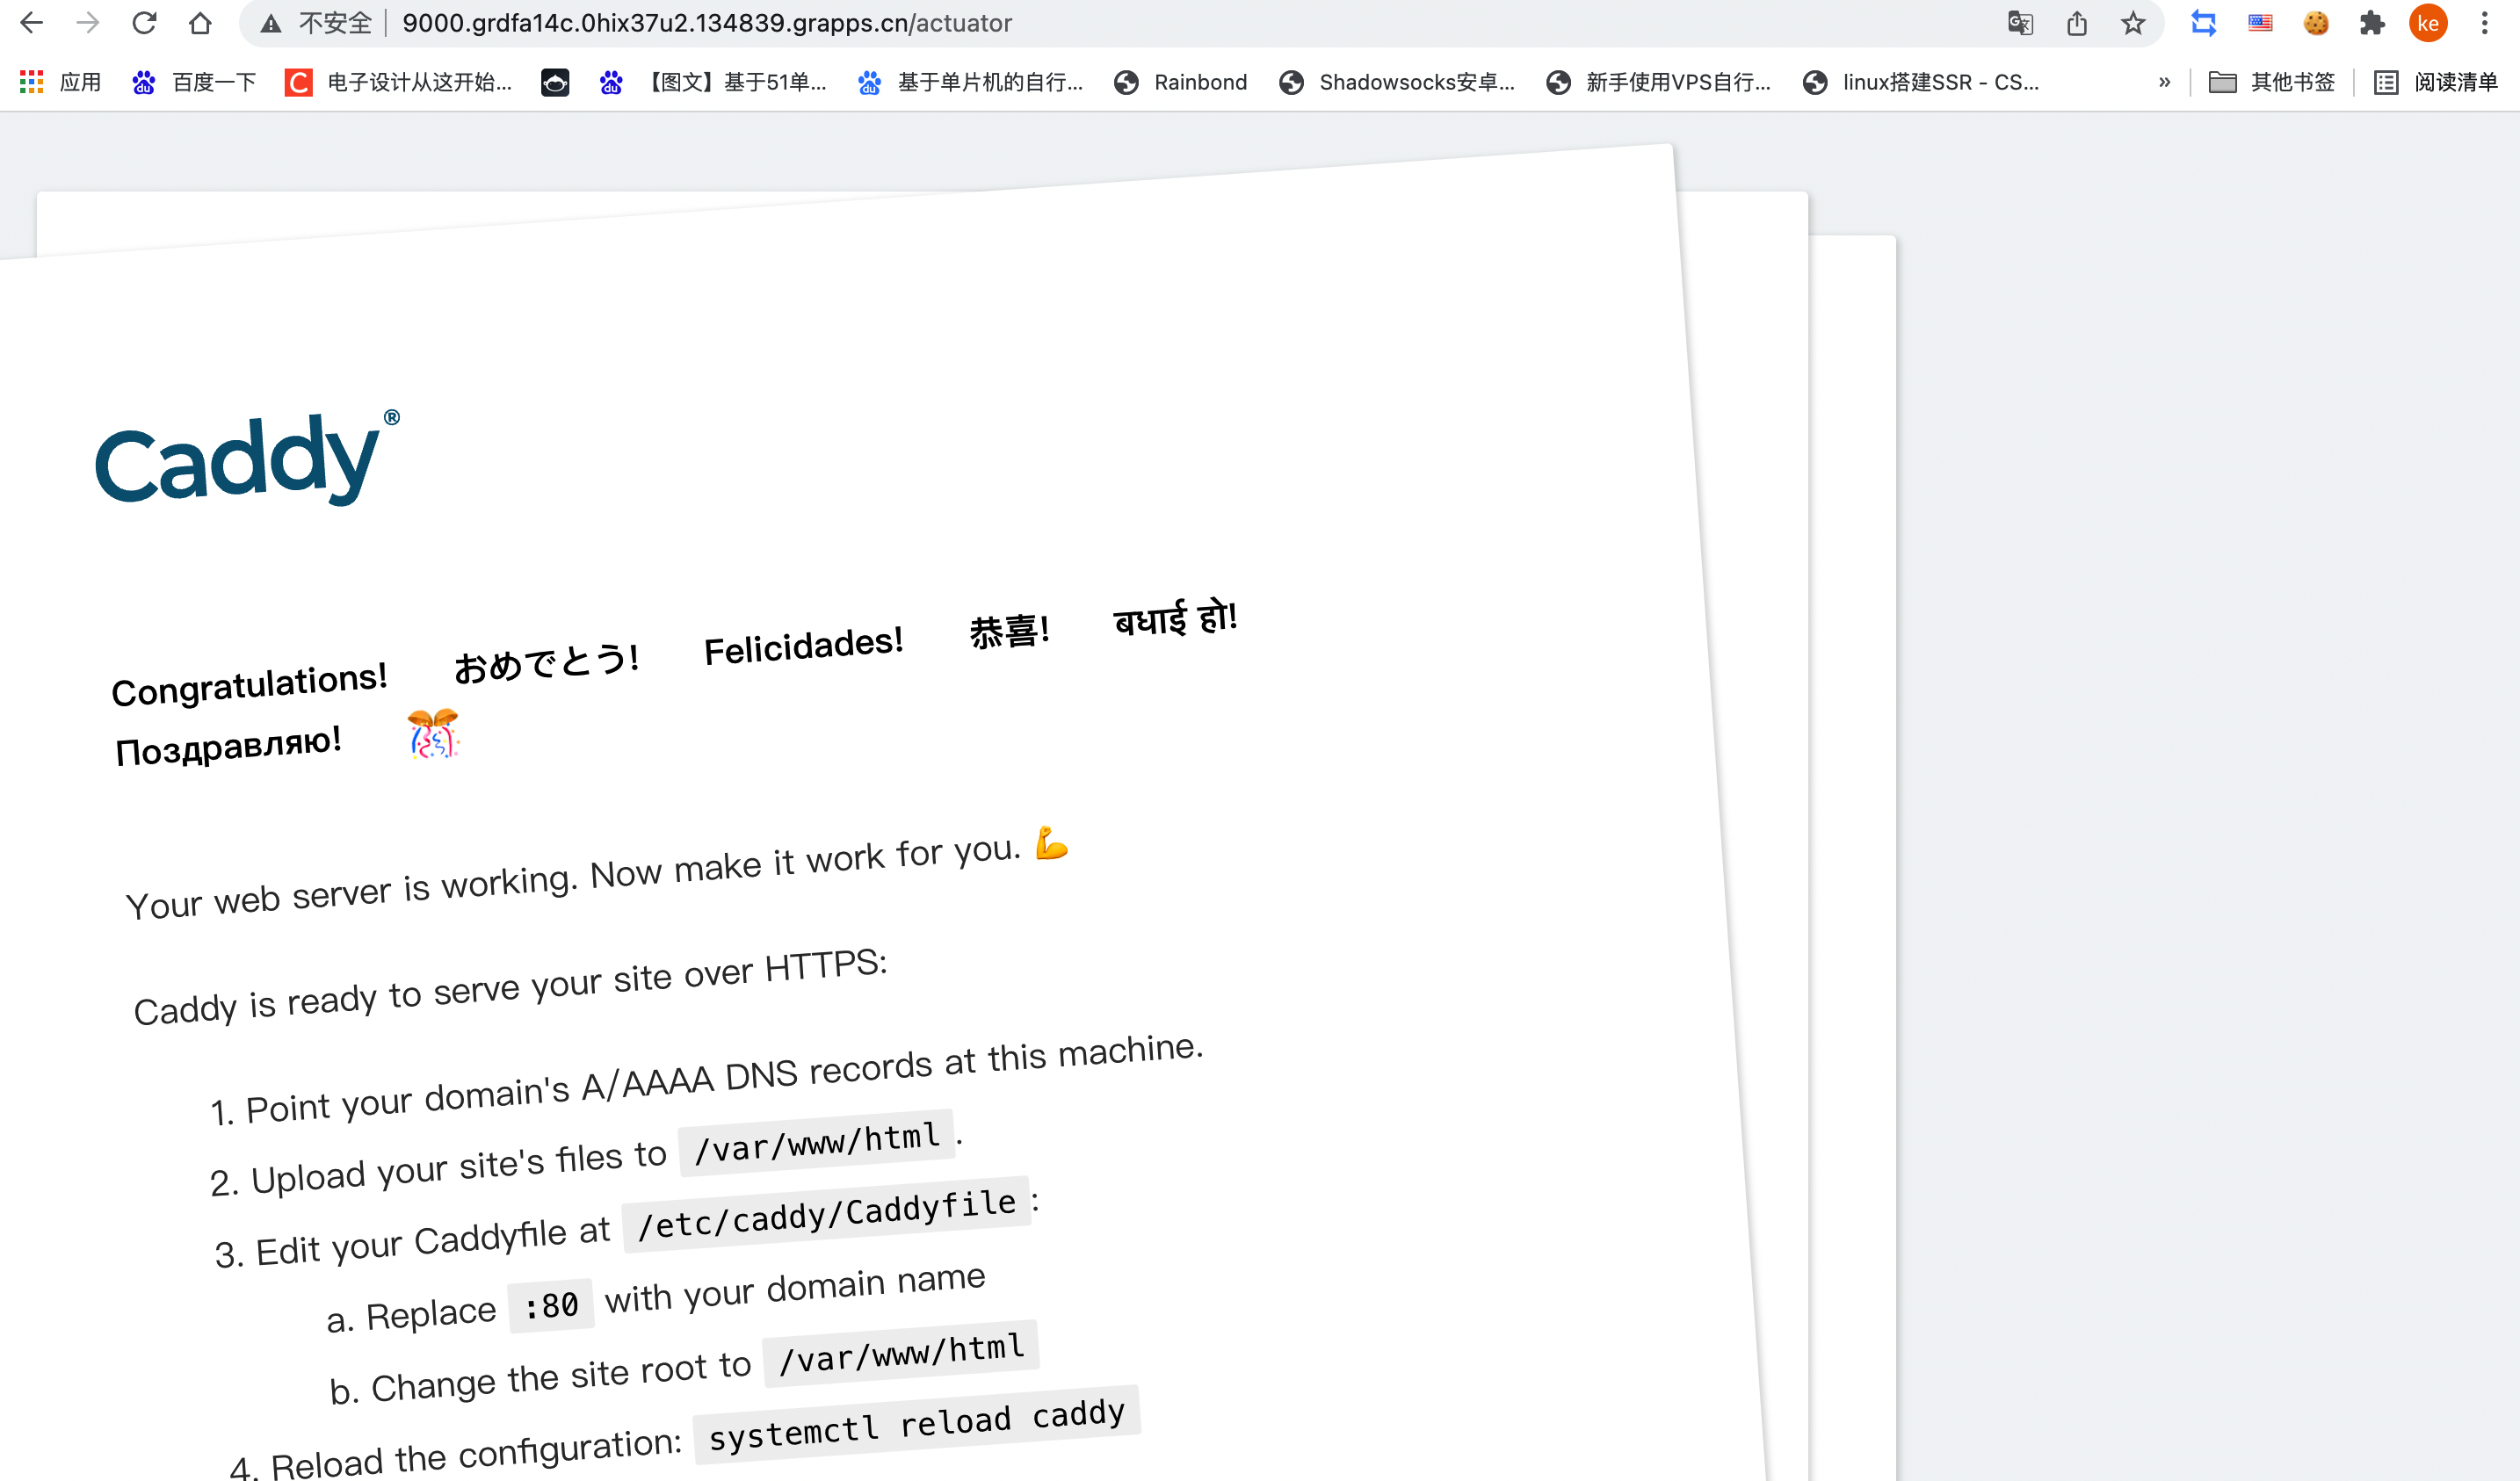 不安全 9000.grdfa14c.0hix37u2.134839.grapps.cn/actuator ke
应用 百度一下 C 电子设计从这开始... 【图文】基于51单... 基于单片机的自行... Rainbond Shadowsocks安卓... 新手使用VPS自行... linux搭建SSR - CS... » 其他书签 阅读清单
Caddy®
Congratulations! おめでとう! Felicidades! 恭喜! बधाई हो!
Поздравляю! 🎊
Your web server is working. Now make it work for you. 💪
Caddy is ready to serve your site over HTTPS:
1. Point your domain's A/AAAA DNS records at this machine.
2. Upload your site's files to /var/www/html.
3. Edit your Caddyfile at /etc/caddy/Caddyfile:
a. Replace :80 with your domain name
b. Change the site root to /var/www/html
4. Reload the configuration: systemctl reload caddy